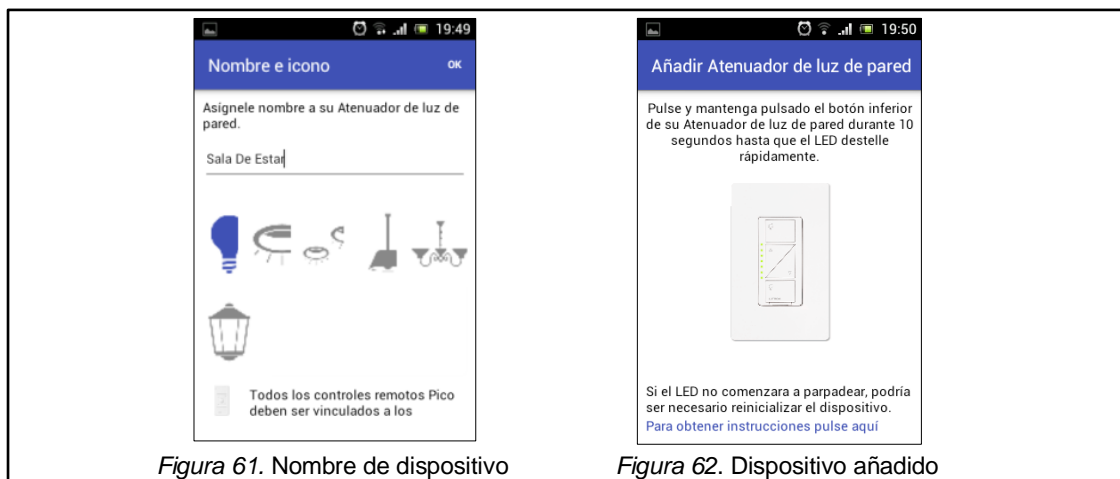 19:49
Nombre e icono
OK
Asígnele nombre a su Atenuador de luz de
pared.
Sala De Estar
Todos los controles remotos Pico
deben ser vinculados a los
Figura 61. Nombre de dispositivo
19:50
Añadir Atenuador de luz de pared
Pulse y mantenga pulsado el botón inferior
de su Atenuador de luz de pared durante 10
segundos hasta que el LED destelle
rápidamente.
Si el LED no comenzara a parpadear, podría
ser necesario reinicializar el dispositivo.
Para obtener instrucciones pulse aquí
Figura 62. Dispositivo añadido